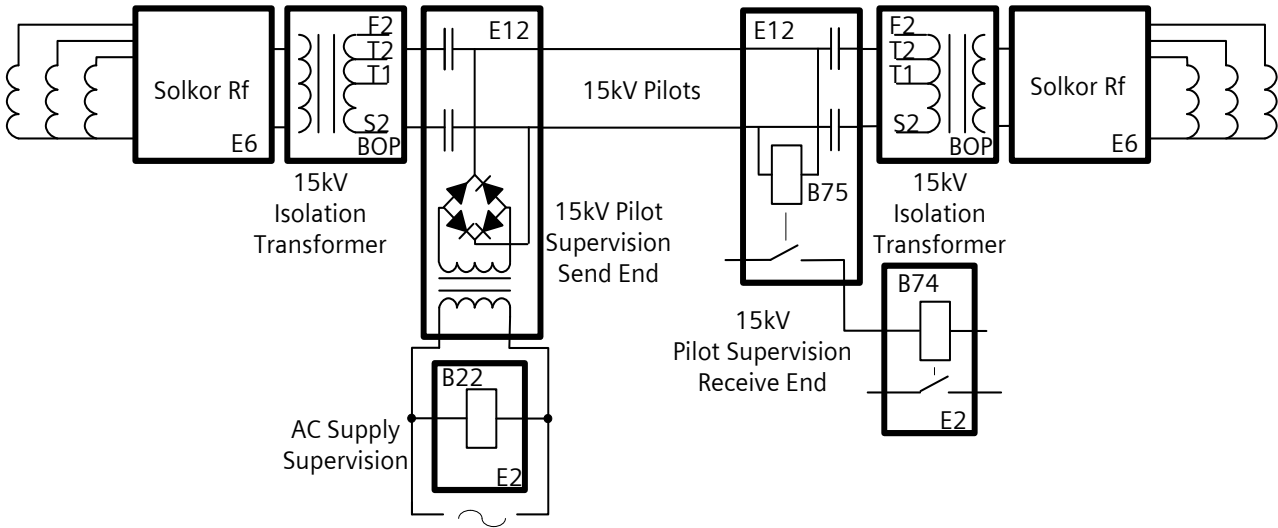 Solkor Rf
E6
F2
T2
T1
S2
BOP
15kV
Isolation
Transformer
E12
15kV Pilots
15kV Pilot
Supervision
Send End
E12
B75
15kV
Pilot Supervision
Receive End
F2
T2
T1
S2
BOP
15kV
Isolation
Transformer
Solkor Rf
E6
B74
E2
B22
E2
AC Supply
Supervision